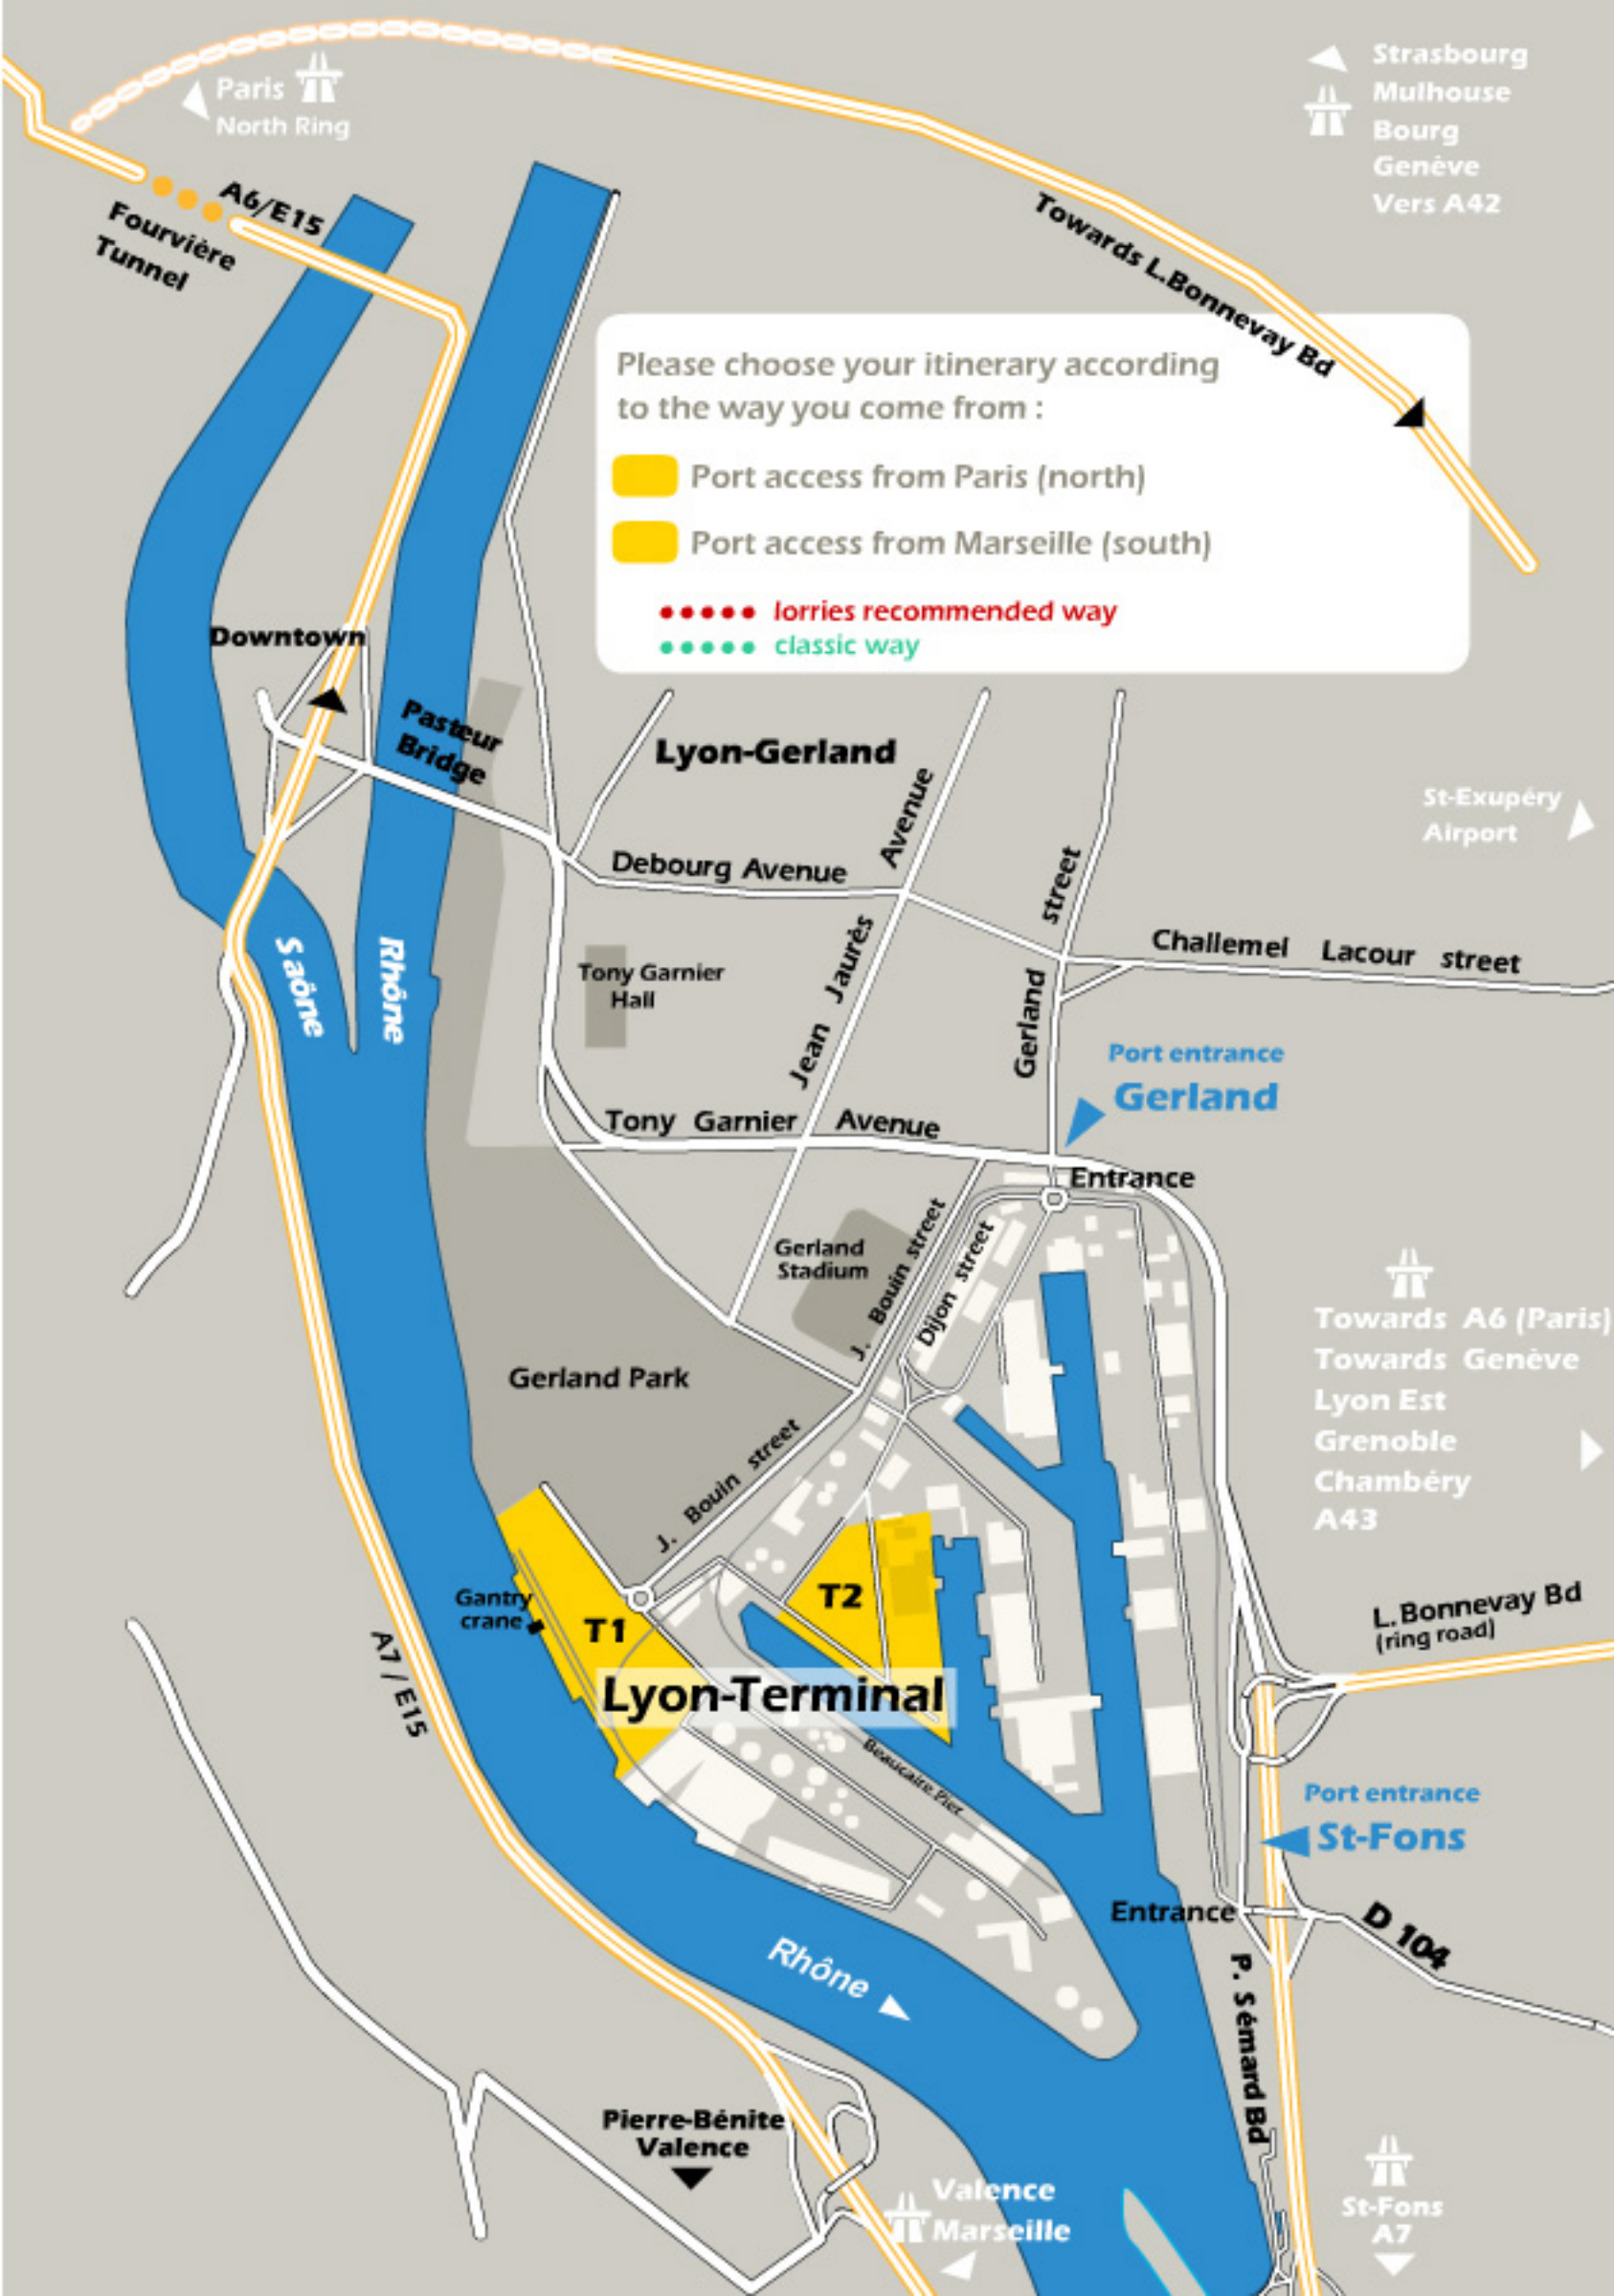 Paris
North Ring
Strasbourg
Mulhouse
Bourg
Genève
Vers A42
A6/E15
Fourvière
Tunnel
Towards L.Bonnevay Bd
Please choose your itinerary according
to the way you come from :
Port access from Paris (north)
Port access from Marseille (south)
lorries recommended way
classic way
Downtown
Pasteur
Bridge
Lyon-Gerland
St-Exupéry
Airport
Debourg Avenue
Jean Jaurès Avenue
Gerland street
Challemel Lacour street
Saône
Rhône
Tony Garnier
Hall
Port entrance
Gerland
Tony Garnier Avenue
Entrance
Gerland
Stadium
J. Bouin street
Dijon street
Gerland Park
Towards A6 (Paris)
Towards Genève
Lyon Est
Grenoble
Chambéry
A43
J. Bouin street
Gantry
crane
T1
T2
Lyon-Terminal
L.Bonnevay Bd
(ring road)
A7 / E15
Beaucaire Pier
Port entrance
St-Fons
Entrance
D 104
Rhône
P. Sémard Bd
Pierre-Bénite
Valence
Valence
Marseille
St-Fons
A7